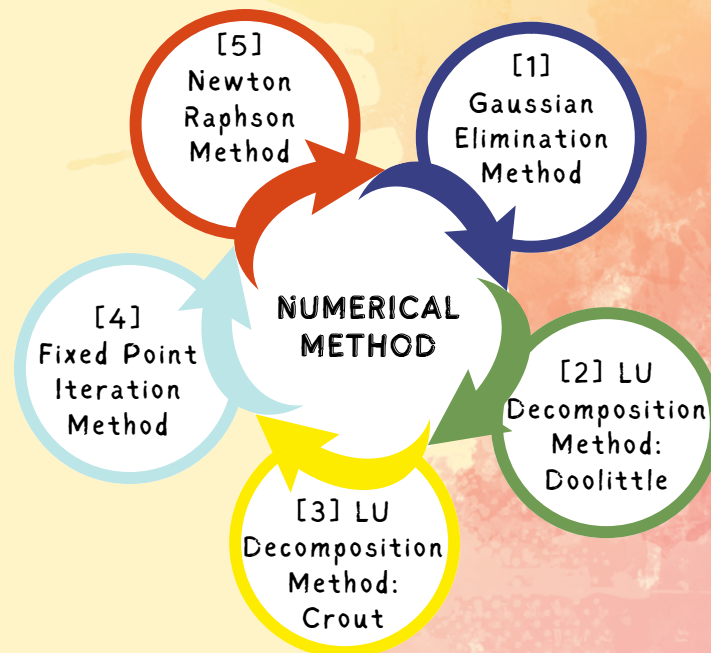 [5]
Newton
Raphson
Method
[1]
Gaussian
Elimination
Method
NUMERICAL
METHOD
[4]
Fixed Point
Iteration
Method
[2] LU
Decomposition
Method:
Doolittle
[3] LU
Decomposition
Method:
Crout